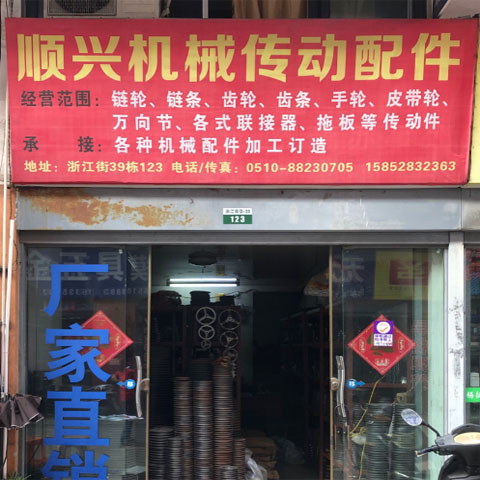 顺兴机械传动配件
经营范围：链轮、链条、齿轮、齿条、手轮、皮带轮、
万向节、各式联接器、拖板等传动件
承 接：各种机械配件加工订造
地址：浙江街39栋123 电话/传真：0510-88230705 15852832363
123
厂家直销